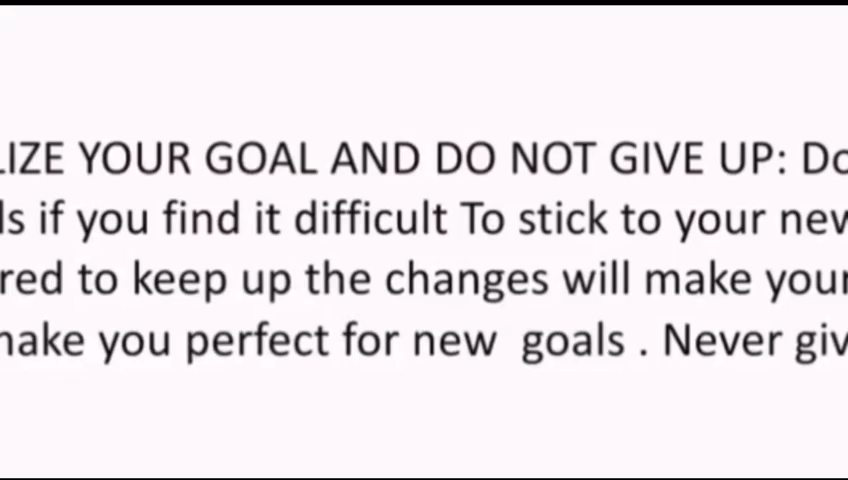 LIZE YOUR GOAL AND DO NOT GIVE UP: Do
ls if you find it difficult To stick to your new
red to keep up the changes will make your
make you perfect for new goals . Never giv